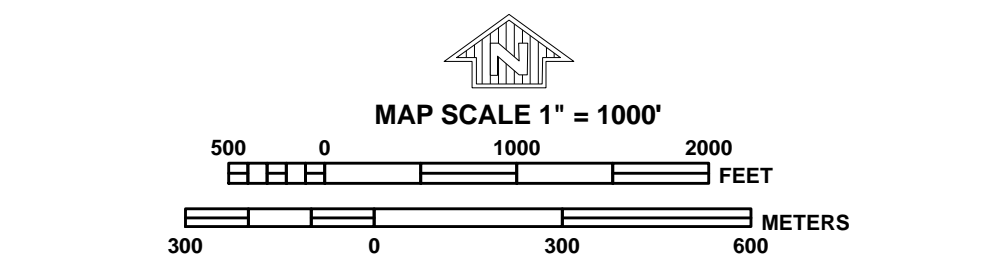 N
MAP SCALE 1" = 1000'
500 0 1000 2000
FEET
METERS
300 0 300 600